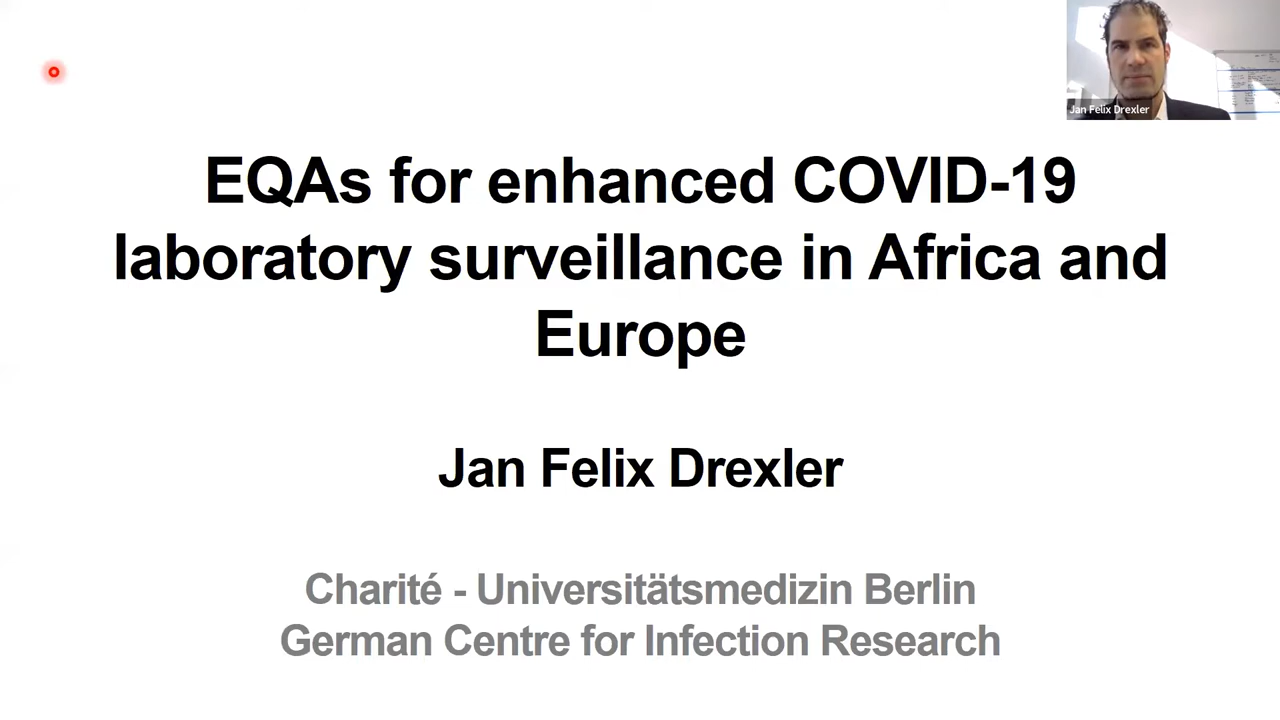 Jan Felix Drexler
EQAs for enhanced COVID-19
laboratory surveillance in Africa and
Europe
Jan Felix Drexler
Charité - Universitätsmedizin Berlin
German Centre for Infection Research